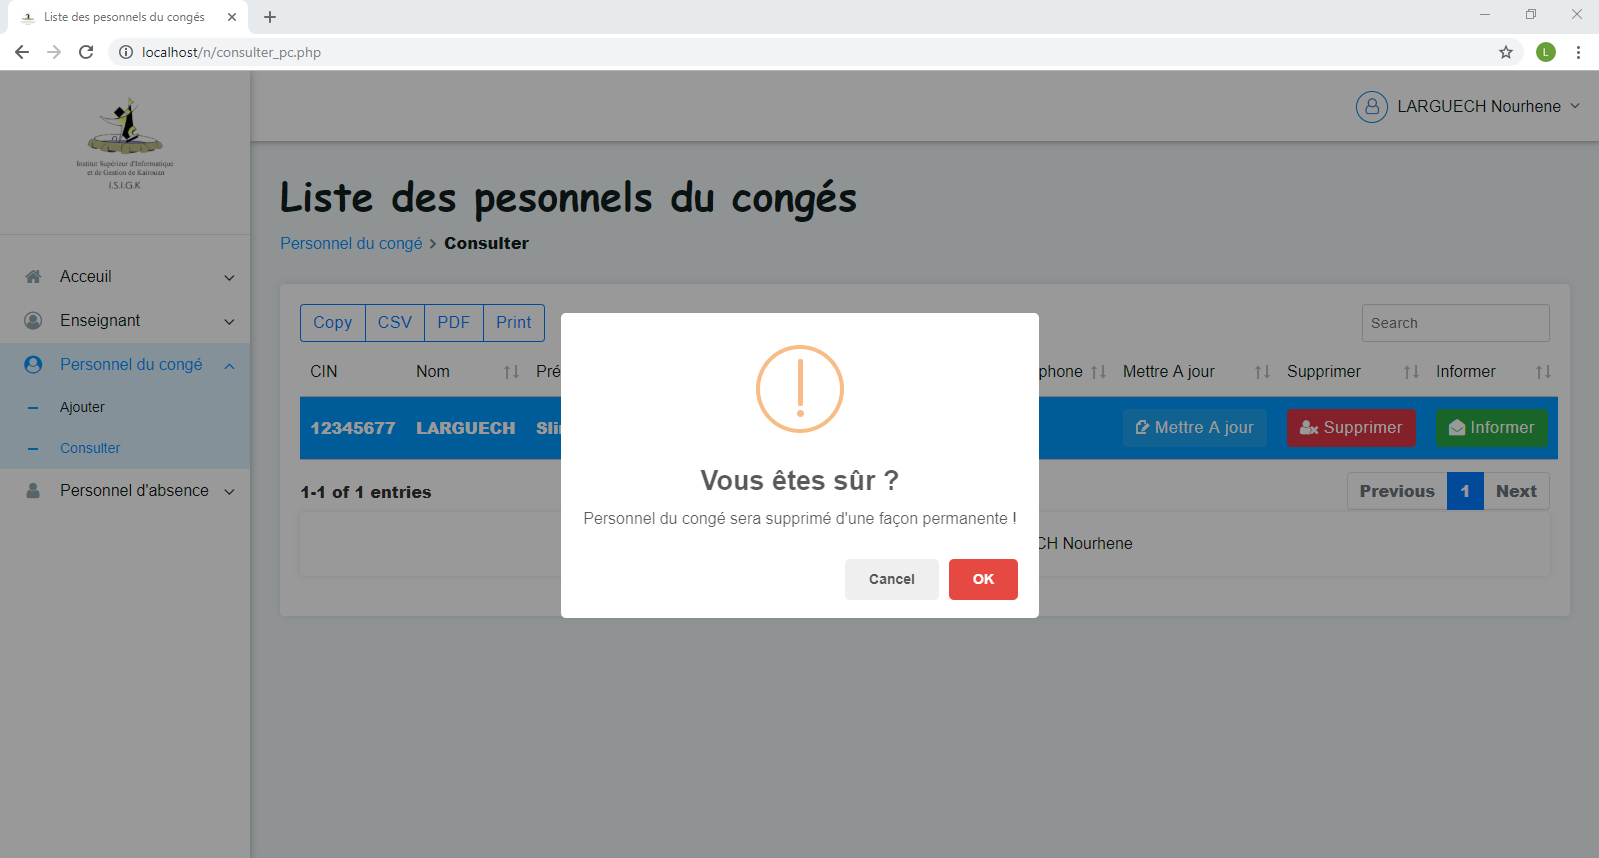 Liste des pesonnels du congés
localhost/n/consulter_pc.php
L
Institut Supérieur d'Informatique
et de Gestion de Kairouan
I.S.I.G.K
LARGUECH Nourhene
Acceuil
Enseignant
Personnel du congé
Ajouter
Consulter
Personnel d'absence
Liste des pesonnels du congés
Personnel du congé > Consulter
Copy CSV PDF Print
Search
CIN Nom Pré phone Mettre A jour Supprimer Informer
12345677 LARGUECH Mettre A jour Supprimer Informer
1-1 of 1 entries
Previous 1 Next
CH Nourhene
Vous êtes sûr ?
Personnel du congé sera supprimé d'une façon permanente !
Cancel OK